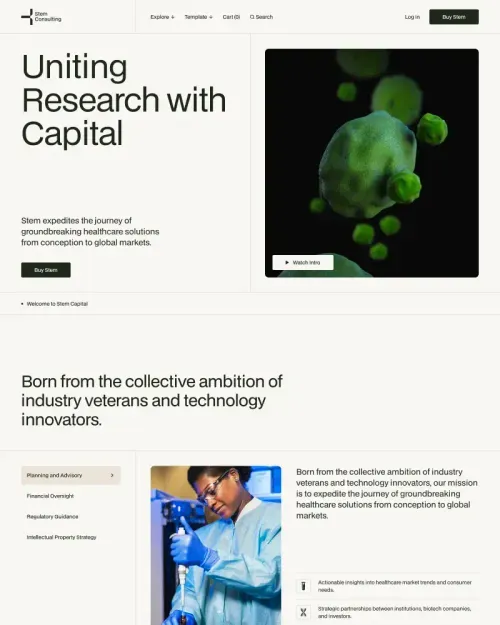 Stem
Consulting
Explore
Template
Cart (0)
Search
Log In
Buy Stem
Uniting
Research with
Capital
Stem expedites the journey of
groundbreaking healthcare solutions
from conception to global markets.
Buy Stem
Watch Intro
Welcome to Stem Capital
Born from the collective ambition of
industry veterans and technology
innovators.
Planning and Advisory
Financial Oversight
Regulatory Guidance
Intellectual Property Strategy
Born from the collective ambition of industry
veterans and technology innovators, our mission
is to expedite the journey of groundbreaking
healthcare solutions from conception to global
markets.
Actionable insights into healthcare market trends and consumer
needs.
Strategic partnerships between institutions, biotech companies,
and investors.